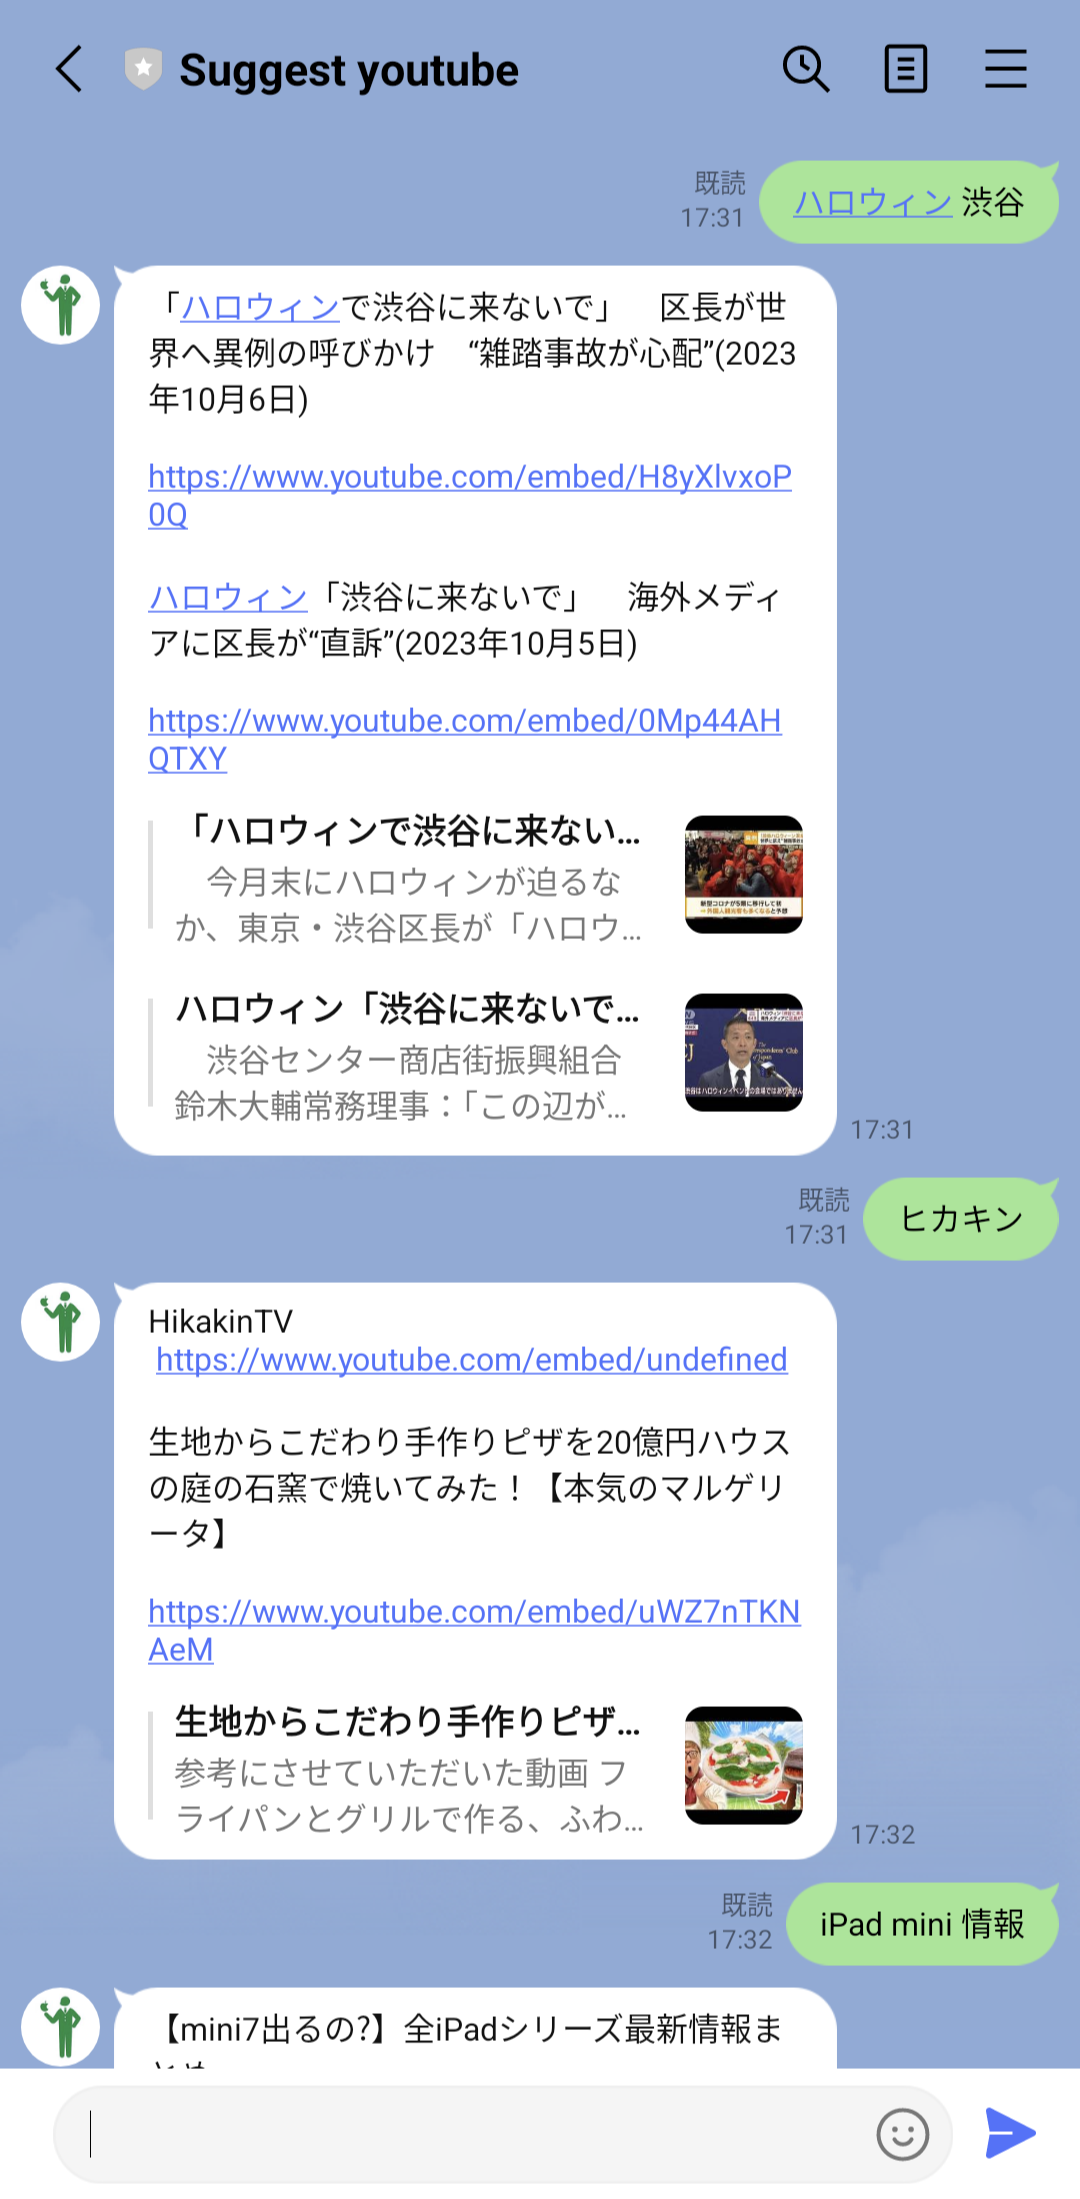 Suggest youtube
既読
17:31
ハロウィン 渋谷
「ハロウィンで渋谷に来ないで」　区長が世
界へ異例の呼びかけ　“雑踏事故が心配”(2023
年10月6日)
https://www.youtube.com/embed/H8yXlvxoP
0Q
ハロウィン「渋谷に来ないで」　海外メディ
アに区長が“直訴”(2023年10月5日)
https://www.youtube.com/embed/0Mp44AH
QTXY
「ハロウィンで渋谷に来ない...
今月末にハロウィンが迫るな
か、東京・渋谷区長が「ハロウ...
ハロウィン「渋谷に来ないで...
渋谷センター商店街振興組合
鈴木大輔常務理事：「この辺が...
17:31
既読
17:31
ヒカキン
HikakinTV
https://www.youtube.com/embed/undefined
生地からこだわり手作りピザを20億円ハウス
の庭の石窯で焼いてみた！【本気のマルゲリ
ータ】
https://www.youtube.com/embed/uWZ7nTKN
AeM
生地からこだわり手作りピザ...
参考にさせていただいた動画 フ
ライパンとグリルで作る、ふわ...
17:32
既読
17:32
iPad mini 情報
【mini7出るの?】全iPadシリーズ最新情報ま